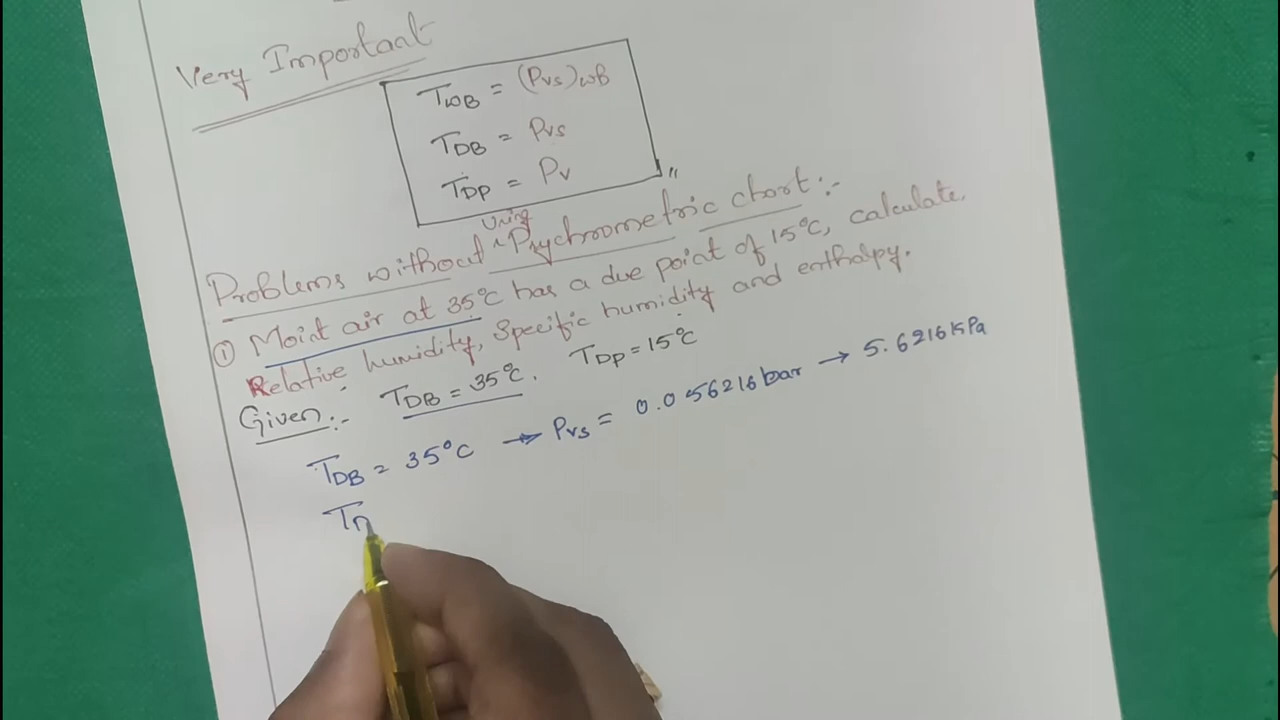 Very Important
TWB = (Pvs)WB
TDB = Pvs
TDP = Pv
Using
Problems without ^ Psychrometric chart:-
① Moist air at 35°C has a due point of 15°C, calculate
Relative humidity, Specific humidity and enthalpy.
Given:- TDB = 35°C. TDP = 15°C
TDB = 35°C → Pvs = 0.056216 bar → 5.6216 KPa
TD